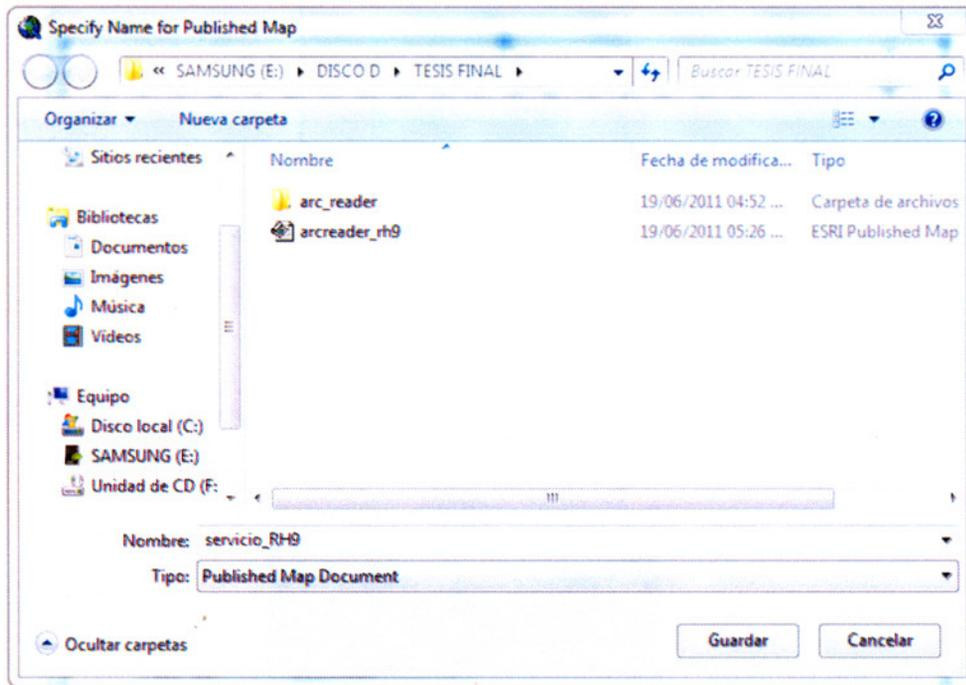 Specify Name for Published Map
« SAMSUNG (E:) ▸ DISCO D ▸ TESIS FINAL ▸
Buscar TESIS FINAL
Organizar
Nueva carpeta
Sitios recientes
Bibliotecas
Documentos
Imágenes
Música
Vídeos
Equipo
Disco local (C:)
SAMSUNG (E:)
Unidad de CD (F:
Nombre Fecha de modifica... Tipo
arc_reader 19/06/2011 04:52 ... Carpeta de archivos
arcreader_rh9 19/06/2011 05:26 ... ESRI Published Map
Nombre: servicio_RH9
Tipo: Published Map Document
Ocultar carpetas
Guardar
Cancelar